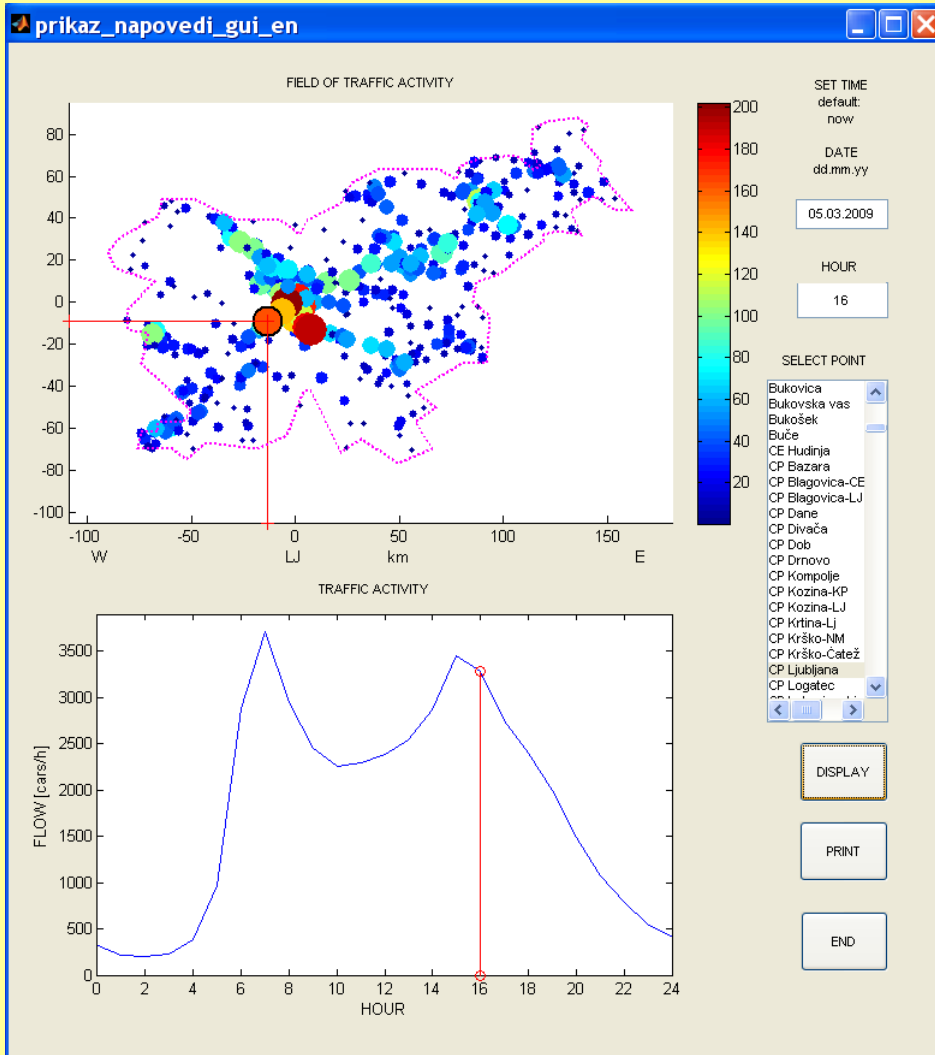 prikaz_napovedi_gui_en
FIELD OF TRAFFIC ACTIVITY
80
60
40
20
0
-20
-40
-60
-80
-100
-100 -50 0 50 100 150
W LJ km E
200
180
160
140
120
100
80
60
40
20
SET TIME
default:
now
DATE
dd.mm.yy
05.03.2009
HOUR
16
SELECT POINT
Bukovica
Bukovska vas
Bukošek
Buče
CE Hudinja
CP Bazara
CP Blagovica-CE
CP Blagovica-LJ
CP Dane
CP Divača
CP Dob
CP Drnovo
CP Kompolje
CP Kozina-KP
CP Kozina-LJ
CP Krtina-Lj
CP Krško-NM
CP Krško-Čatež
CP Ljubljana
CP Logatec
TRAFFIC ACTIVITY
FLOW [cars/h]
3500
3000
2500
2000
1500
1000
500
0
0 2 4 6 8 10 12 14 16 18 20 22 24
HOUR
DISPLAY
PRINT
END